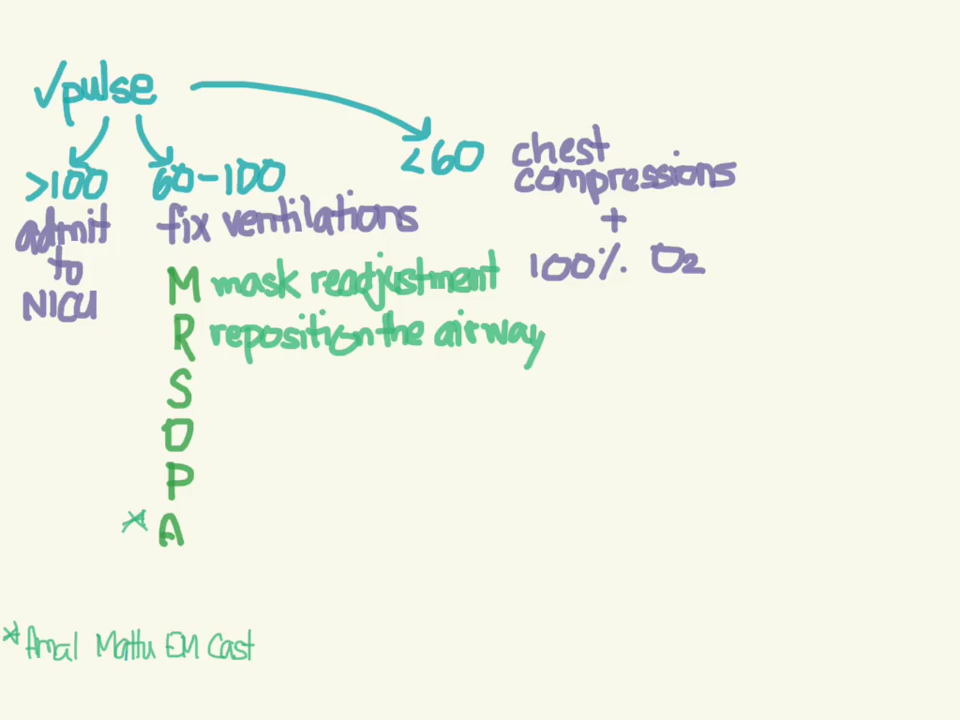 ✓pulse
>100
60-100
<60
chest
compressions
+
100% O2
admit
to
NICU
fix ventilations
M mask readjustment
R reposition the airway
S
O
P
* A
* Amal Mattu EM Cast